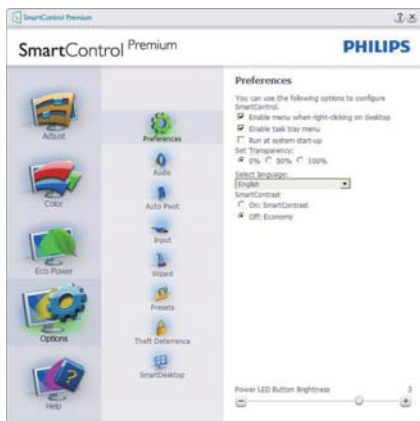 SmartControl Premium
SmartControl Premium
PHILIPS
Adjust
Color
Eco Power
Options
Help
Preferences
Audio
Auto Pivot
Input
Wizard
Presets
Theft Deterrence
SmartDesktop
Preferences
You can use the following options to configure
SmartControl.
Enable menu when right-clicking on desktop
Enable task tray menu
Run at system start-up
Set Transparency:
0% 50% 100%
Select language:
English
SmartContrast
On: SmartContrast
Off: Economy
Power LED Button Brightness 3